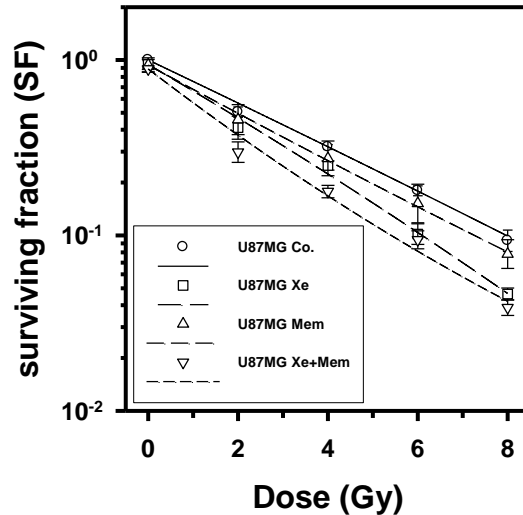 surviving fraction (SF)
10⁰
10⁻¹
10⁻²
U87MG Co.
U87MG Xe
U87MG Mem
U87MG Xe+Mem
0 2 4 6 8
Dose (Gy)